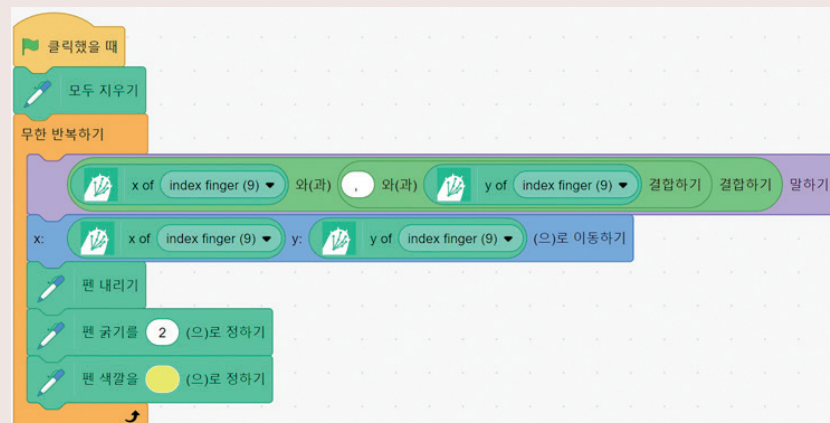 클릭했을 때
모두 지우기
무한 반복하기
x of index finger (9) 와(과) , 와(과) y of index finger (9) 결합하기 결합하기 말하기
x: x of index finger (9) y: y of index finger (9) (으)로 이동하기
펜 내리기
펜 굵기를 2 (으)로 정하기
펜 색깔을 (으)로 정하기